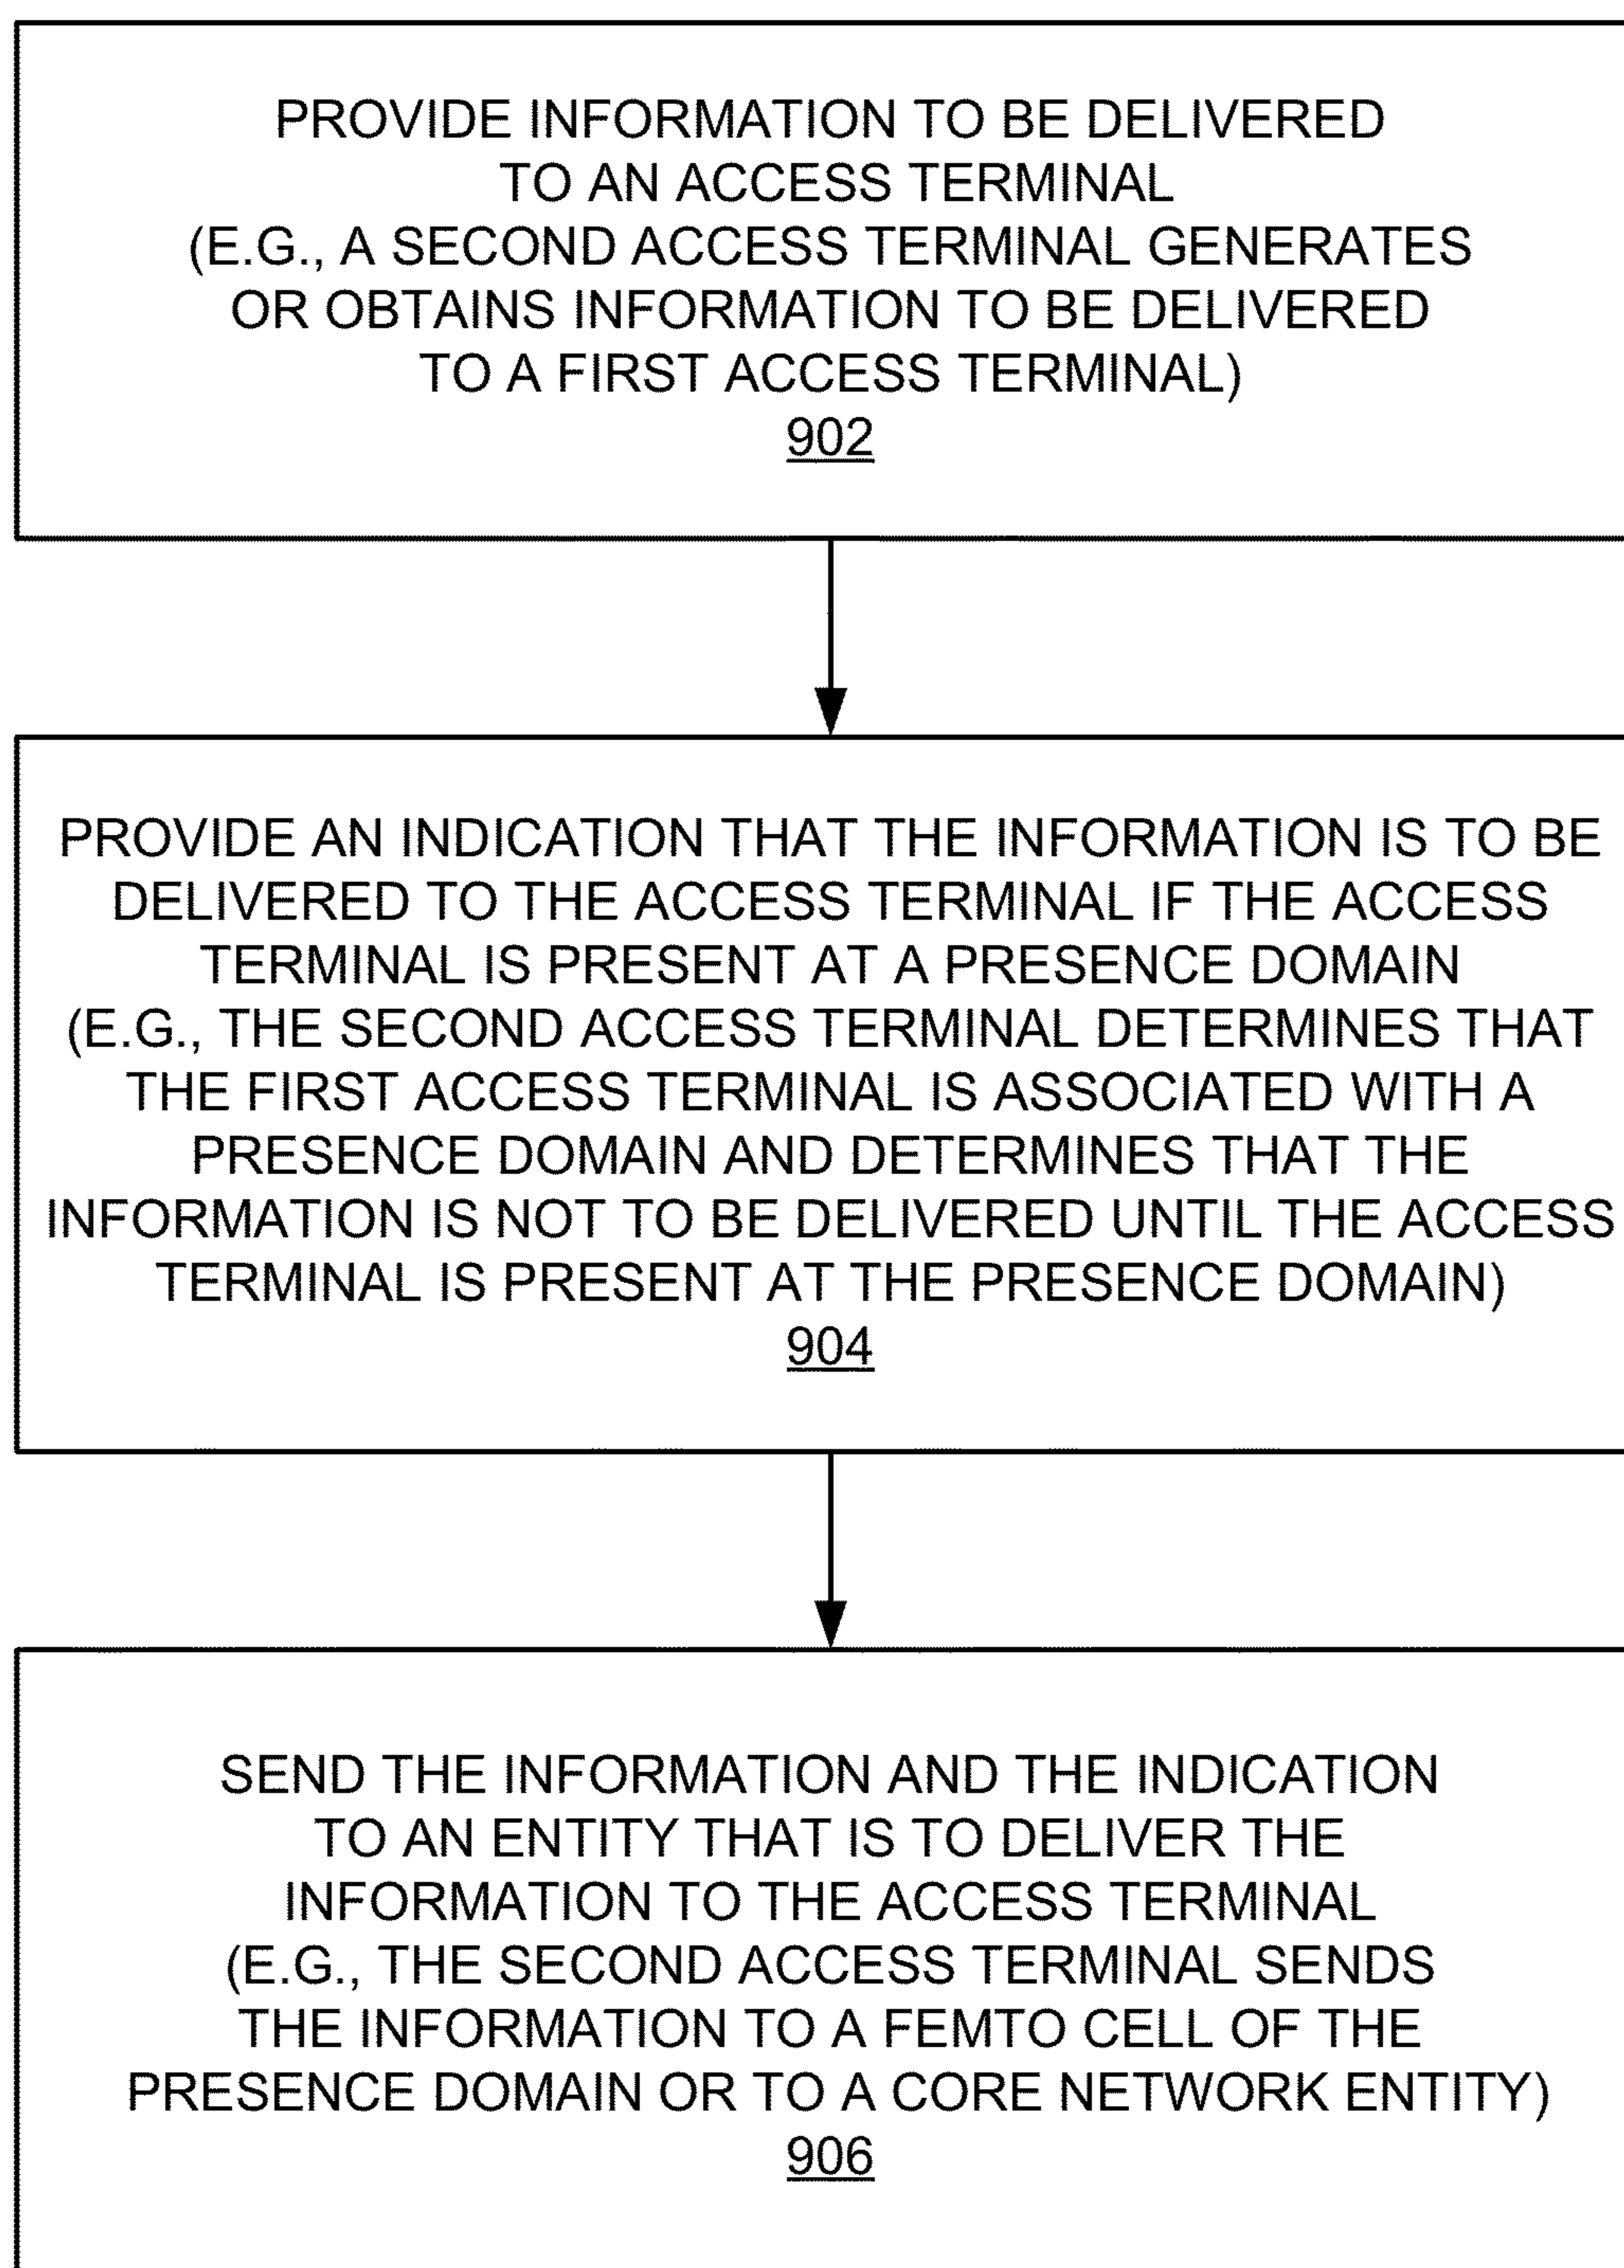 PROVIDE INFORMATION TO BE DELIVERED
TO AN ACCESS TERMINAL
(E.G., A SECOND ACCESS TERMINAL GENERATES
OR OBTAINS INFORMATION TO BE DELIVERED
TO A FIRST ACCESS TERMINAL)
902
PROVIDE AN INDICATION THAT THE INFORMATION IS TO BE
DELIVERED TO THE ACCESS TERMINAL IF THE ACCESS
TERMINAL IS PRESENT AT A PRESENCE DOMAIN
(E.G., THE SECOND ACCESS TERMINAL DETERMINES THAT
THE FIRST ACCESS TERMINAL IS ASSOCIATED WITH A
PRESENCE DOMAIN AND DETERMINES THAT THE
INFORMATION IS NOT TO BE DELIVERED UNTIL THE ACCESS
TERMINAL IS PRESENT AT THE PRESENCE DOMAIN)
904
SEND THE INFORMATION AND THE INDICATION
TO AN ENTITY THAT IS TO DELIVER THE
INFORMATION TO THE ACCESS TERMINAL
(E.G., THE SECOND ACCESS TERMINAL SENDS
THE INFORMATION TO A FEMTO CELL OF THE
PRESENCE DOMAIN OR TO A CORE NETWORK ENTITY)
906